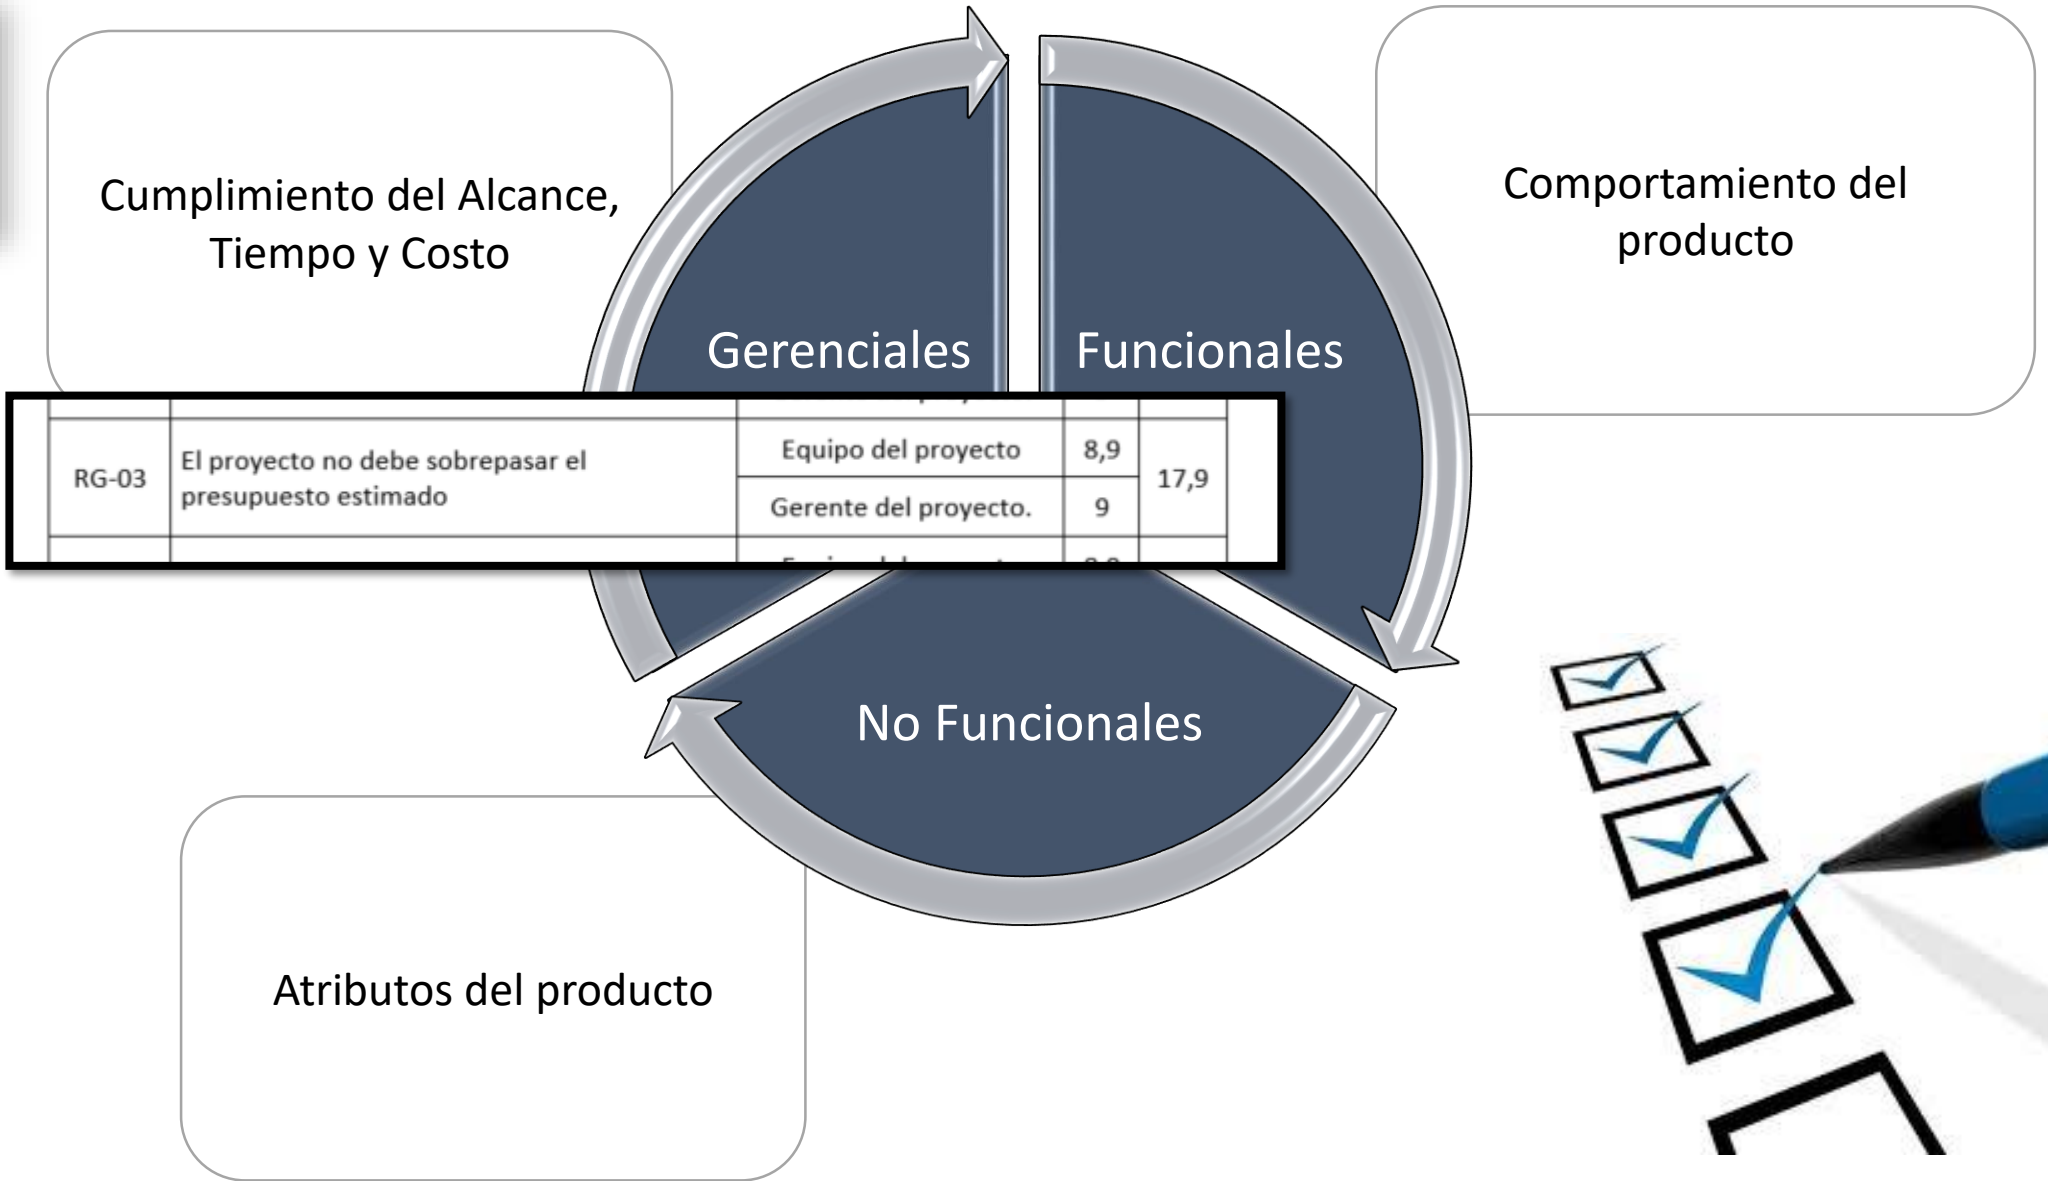 Cumplimiento del Alcance,
Tiempo y Costo
Comportamiento del
producto
Gerenciales
Funcionales
RG-03
El proyecto no debe sobrepasar el
presupuesto estimado
Equipo del proyecto
8,9
Gerente del proyecto.
9
17,9
No Funcionales
Atributos del producto